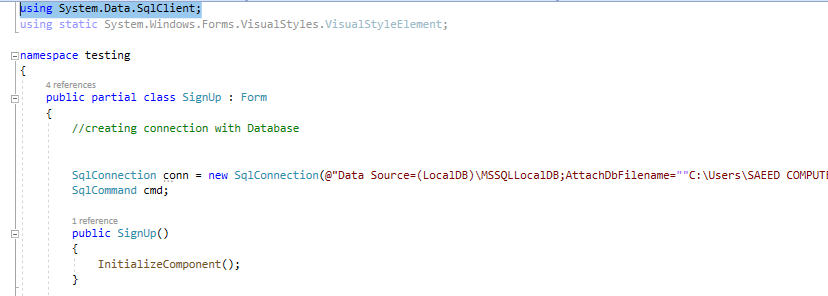 using System.Data.SqlClient;
using static System.Windows.Forms.VisualStyles.VisualStyleElement;
namespace testing
{
4 references
public partial class SignUp : Form
{
//creating connection with Database
SqlConnection conn = new SqlConnection(@"Data Source=(LocalDB)\MSSQLLocalDB;AttachDbFilename=""C:\Users\SAEED COMPUTE
SqlCommand cmd;
1 reference
public SignUp()
{
InitializeComponent();
}